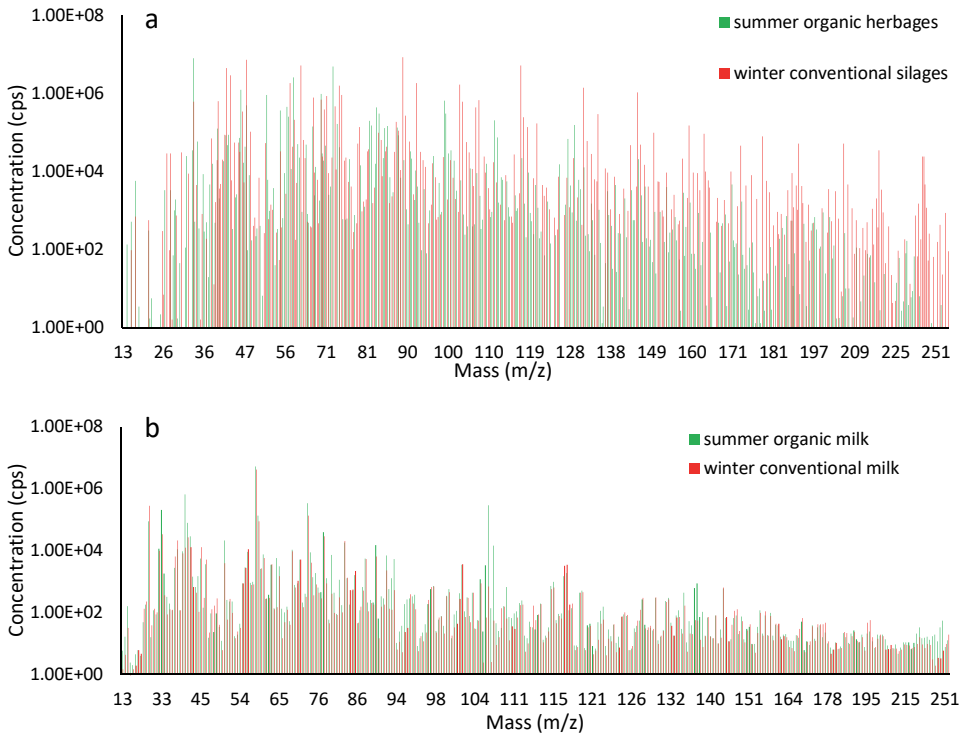 a
1.00E+08
1.00E+06
1.00E+04
1.00E+02
1.00E+00
Concentration (cps)
summer organic herbages
winter conventional silages
13 26 36 47 56 71 81 90 100 110 119 132 138 149 160 171 181 192 209 225 251
Mass (m/z)
b
1.00E+08
1.00E+06
1.00E+04
1.00E+02
1.00E+00
Concentration (cps)
summer organic milk
winter conventional milk
13 33 45 56 65 76 86 94 98 104 111 115 121 126 132 140 148 164 178 195 215 251
Mass (m/z)